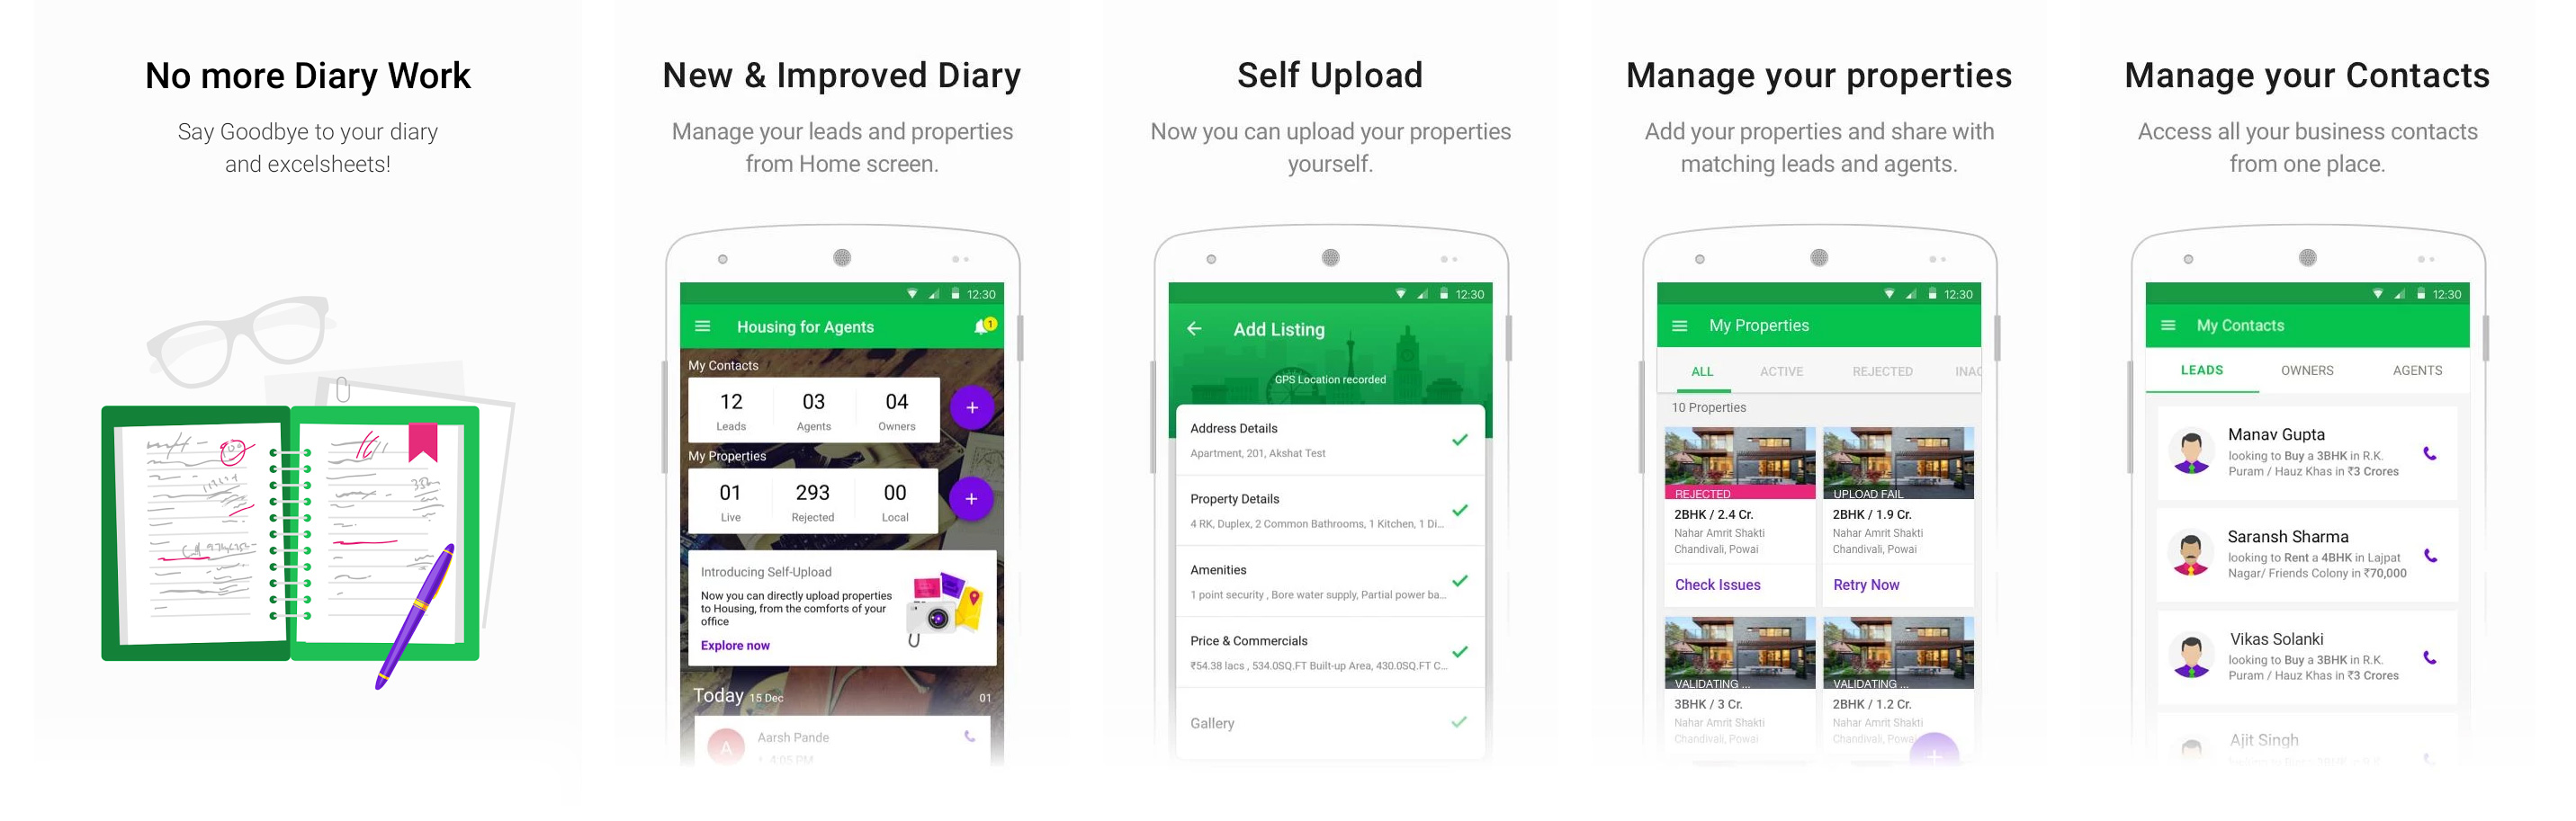 No more Diary Work
Say Goodbye to your diary
and excelsheets!
New & Improved Diary
Manage your leads and properties
from Home screen.
12:30
Housing for Agents
1
My Contacts
12
03
04
Leads
Agents
Owners
My Properties
01
293
00
Live
Rejected
Local
Introducing Self-Upload
Now you can directly upload properties
to Housing, from the comforts of your
office
Explore now
Today 15 Dec
01
A
Aarsh Pande
4:05 PM
Self Upload
Now you can upload your properties
yourself.
12:30
Add Listing
GPS Location recorded
Address Details
Apartment, 201, Akshat Test
Property Details
4 RK, Duplex, 2 Common Bathrooms, 1 Kitchen, 1 Di...
Amenities
1 point security , Bore water supply, Partial power ba...
Price & Commercials
₹54.38 lacs , 534.0SQ.FT Built-up Area, 430.0SQ.FT C...
Gallery
Manage your properties
Add your properties and share with
matching leads and agents.
12:30
My Properties
ALL
ACTIVE
REJECTED
INAC
10 Properties
REJECTED
2BHK / 2.4 Cr.
Nahar Amrit Shakti
Chandivali, Powai
Check Issues
UPLOAD FAIL
2BHK / 1.9 Cr.
Nahar Amrit Shakti
Chandivali, Powai
Retry Now
VALIDATING ...
3BHK / 3 Cr.
Nahar Amrit Shakti
Chandivali, Powai
VALIDATING ...
2BHK / 1.2 Cr.
Nahar Amrit Shakti
Chandivali, Powai
Manage your Contacts
Access all your business contacts
from one place.
12:30
My Contacts
LEADS
OWNERS
AGENTS
Manav Gupta
looking to Buy a 3BHK in R.K.
Puram / Hauz Khas in ₹3 Crores
Saransh Sharma
looking to Rent a 4BHK in Lajpat
Nagar/ Friends Colony in ₹70,000
Vikas Solanki
looking to Buy a 3BHK in R.K.
Puram / Hauz Khas in ₹3 Crores
Ajit Singh